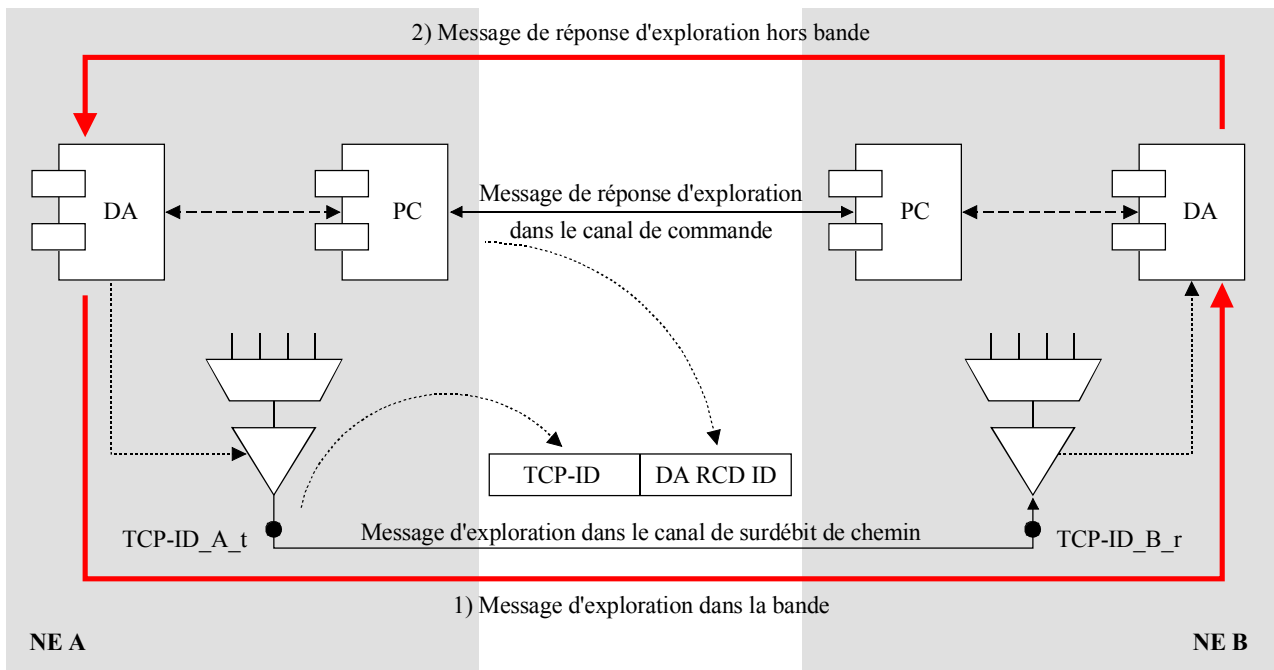 2) Message de réponse d'exploration hors bande
DA
PC
Message de réponse d'exploration
dans le canal de commande
PC
DA
TCP-ID
DA RCD ID
TCP-ID_A_t
Message d'exploration dans le canal de surdébit de chemin
TCP-ID_B_r
1) Message d'exploration dans la bande
NE A
NE B